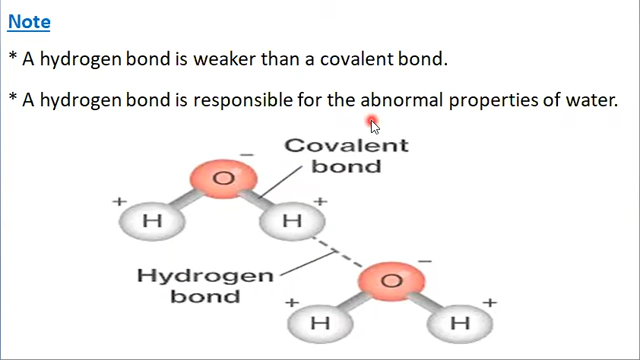 Note
* A hydrogen bond is weaker than a covalent bond.
* A hydrogen bond is responsible for the abnormal properties of water.
Covalent
bond
−
O
+
H
H
+
Hydrogen
bond
O
−
+
H
H
+